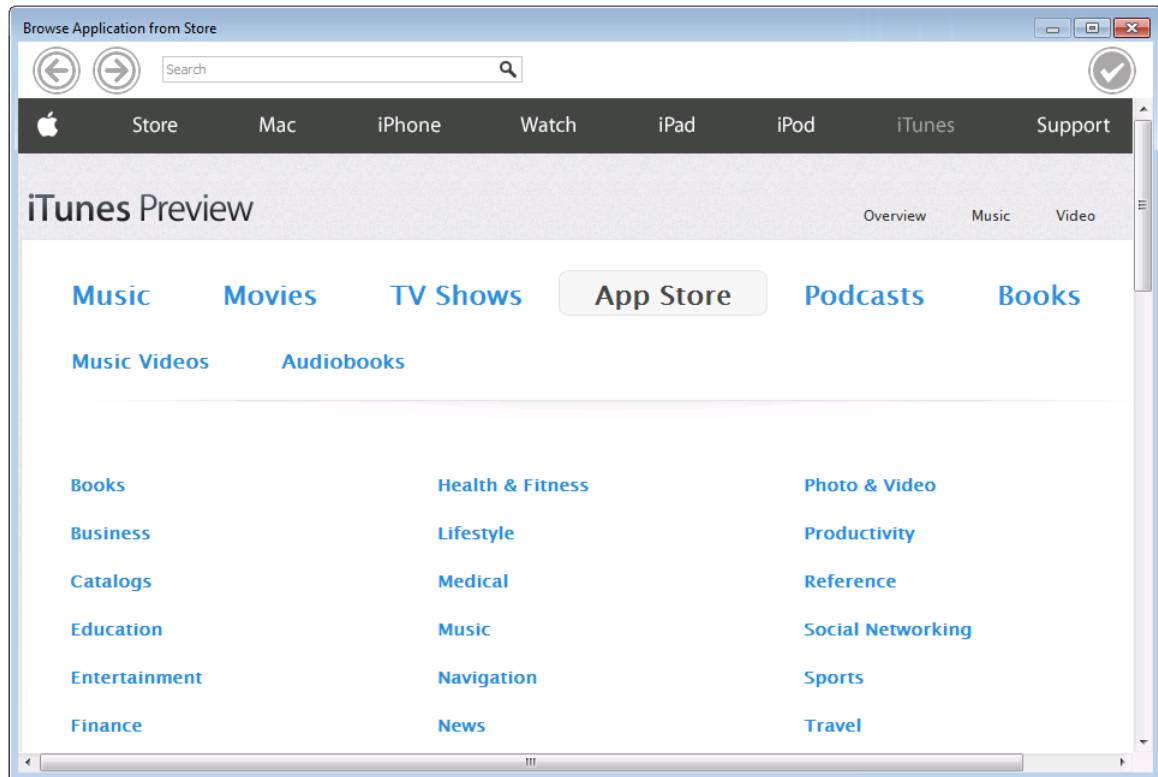 Browse Application from Store
Search
Store Mac iPhone Watch iPad iPod iTunes Support
iTunes Preview
Overview Music Video
Music Movies TV Shows App Store Podcasts Books
Music Videos Audiobooks
Books Health & Fitness Photo & Video
Business Lifestyle Productivity
Catalogs Medical Reference
Education Music Social Networking
Entertainment Navigation Sports
Finance News Travel